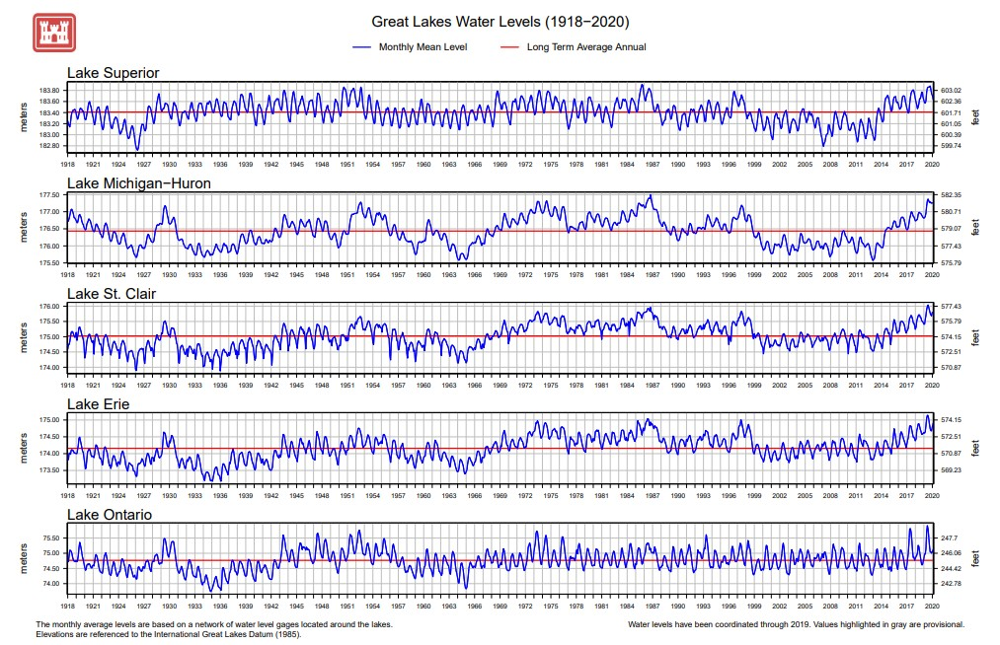 Great Lakes Water Levels (1918−2020)
Monthly Mean Level Long Term Average Annual
Lake Superior
meters
183.80
183.60
183.40
183.20
183.00
182.80
603.02
602.36
601.71
601.05
600.39
599.74
feet
1918 1921 1924 1927 1930 1933 1936 1939 1942 1945 1948 1951 1954 1957 1960 1963 1966 1969 1972 1975 1978 1981 1984 1987 1990 1993 1996 1999 2002 2005 2008 2011 2014 2017 2020
Lake Michigan−Huron
meters
177.50
177.00
176.50
176.00
175.50
582.35
580.71
579.07
577.43
575.79
feet
1918 1921 1924 1927 1930 1933 1936 1939 1942 1945 1948 1951 1954 1957 1960 1963 1966 1969 1972 1975 1978 1981 1984 1987 1990 1993 1996 1999 2002 2005 2008 2011 2014 2017 2020
Lake St. Clair
meters
176.00
175.50
175.00
174.50
174.00
577.43
575.79
574.15
572.51
570.87
feet
1918 1921 1924 1927 1930 1933 1936 1939 1942 1945 1948 1951 1954 1957 1960 1963 1966 1969 1972 1975 1978 1981 1984 1987 1990 1993 1996 1999 2002 2005 2008 2011 2014 2017 2020
Lake Erie
meters
175.00
174.50
174.00
173.50
574.15
572.51
570.87
569.23
feet
1918 1921 1924 1927 1930 1933 1936 1939 1942 1945 1948 1951 1954 1957 1960 1963 1966 1969 1972 1975 1978 1981 1984 1987 1990 1993 1996 1999 2002 2005 2008 2011 2014 2017 2020
Lake Ontario
meters
75.50
75.00
74.50
74.00
247.7
246.06
244.42
242.78
feet
1918 1921 1924 1927 1930 1933 1936 1939 1942 1945 1948 1951 1954 1957 1960 1963 1966 1969 1972 1975 1978 1981 1984 1987 1990 1993 1996 1999 2002 2005 2008 2011 2014 2017 2020
The monthly average levels are based on a network of water level gages located around the lakes.
Elevations are referenced to the International Great Lakes Datum (1985).
Water levels have been coordinated through 2019. Values highlighted in gray are provisional.